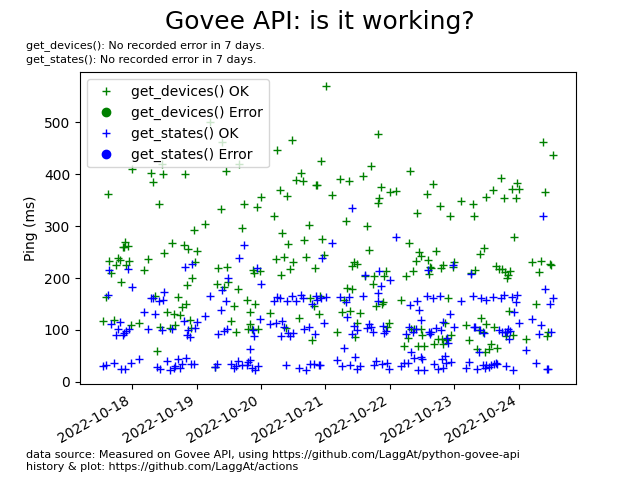 Govee API: is it working?
get_devices(): No recorded error in 7 days.
get_states(): No recorded error in 7 days.
get_devices() OK
get_devices() Error
get_states() OK
get_states() Error
Ping (ms)
500
400
300
200
100
0
2022-10-18
2022-10-19
2022-10-20
2022-10-21
2022-10-22
2022-10-23
2022-10-24
data source: Measured on Govee API, using https://github.com/LaggAt/python-govee-api
history & plot: https://github.com/LaggAt/actions